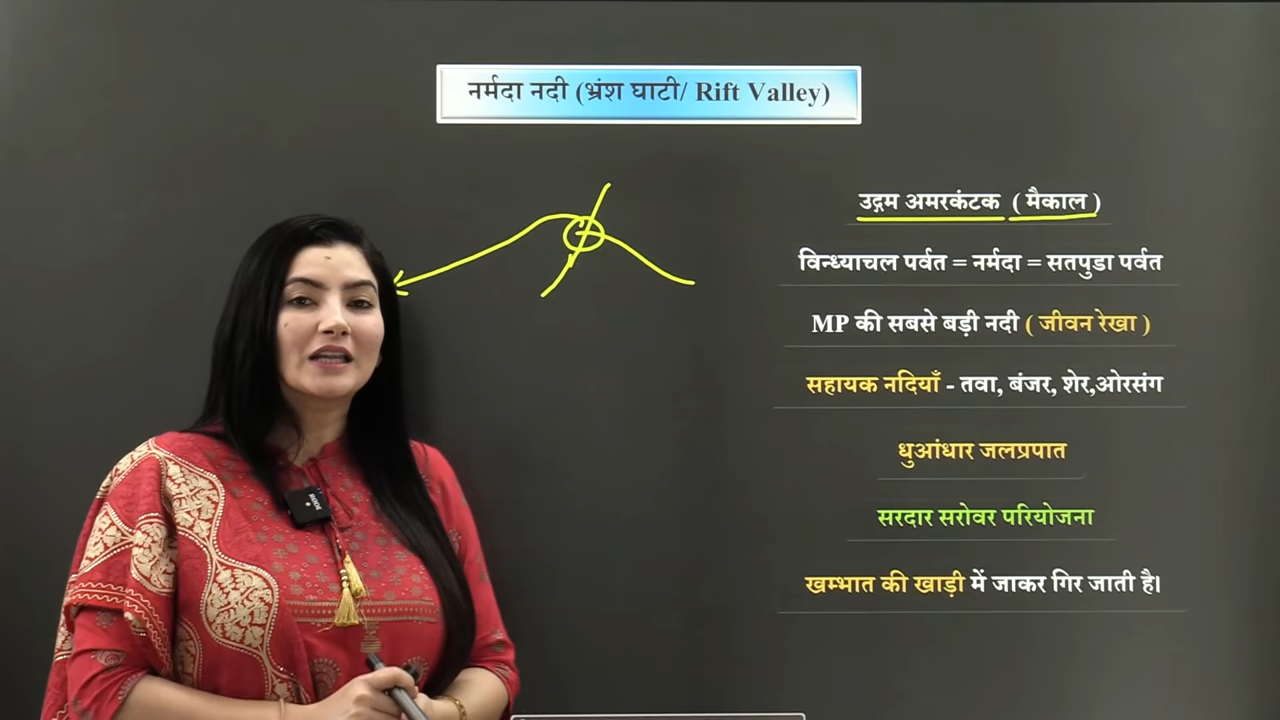 नर्मदा नदी (भ्रंश घाटी/ Rift Valley)
उद्गम अमरकंटक ( मैकाल )
विन्ध्याचल पर्वत = नर्मदा = सतपुडा पर्वत
MP की सबसे बड़ी नदी ( जीवन रेखा )
सहायक नदियाँ - तवा, बंजर, शेर,ओरसंग
धुआंधार जलप्रपात
सरदार सरोवर परियोजना
खम्भात की खाड़ी में जाकर गिर जाती है।
RODE